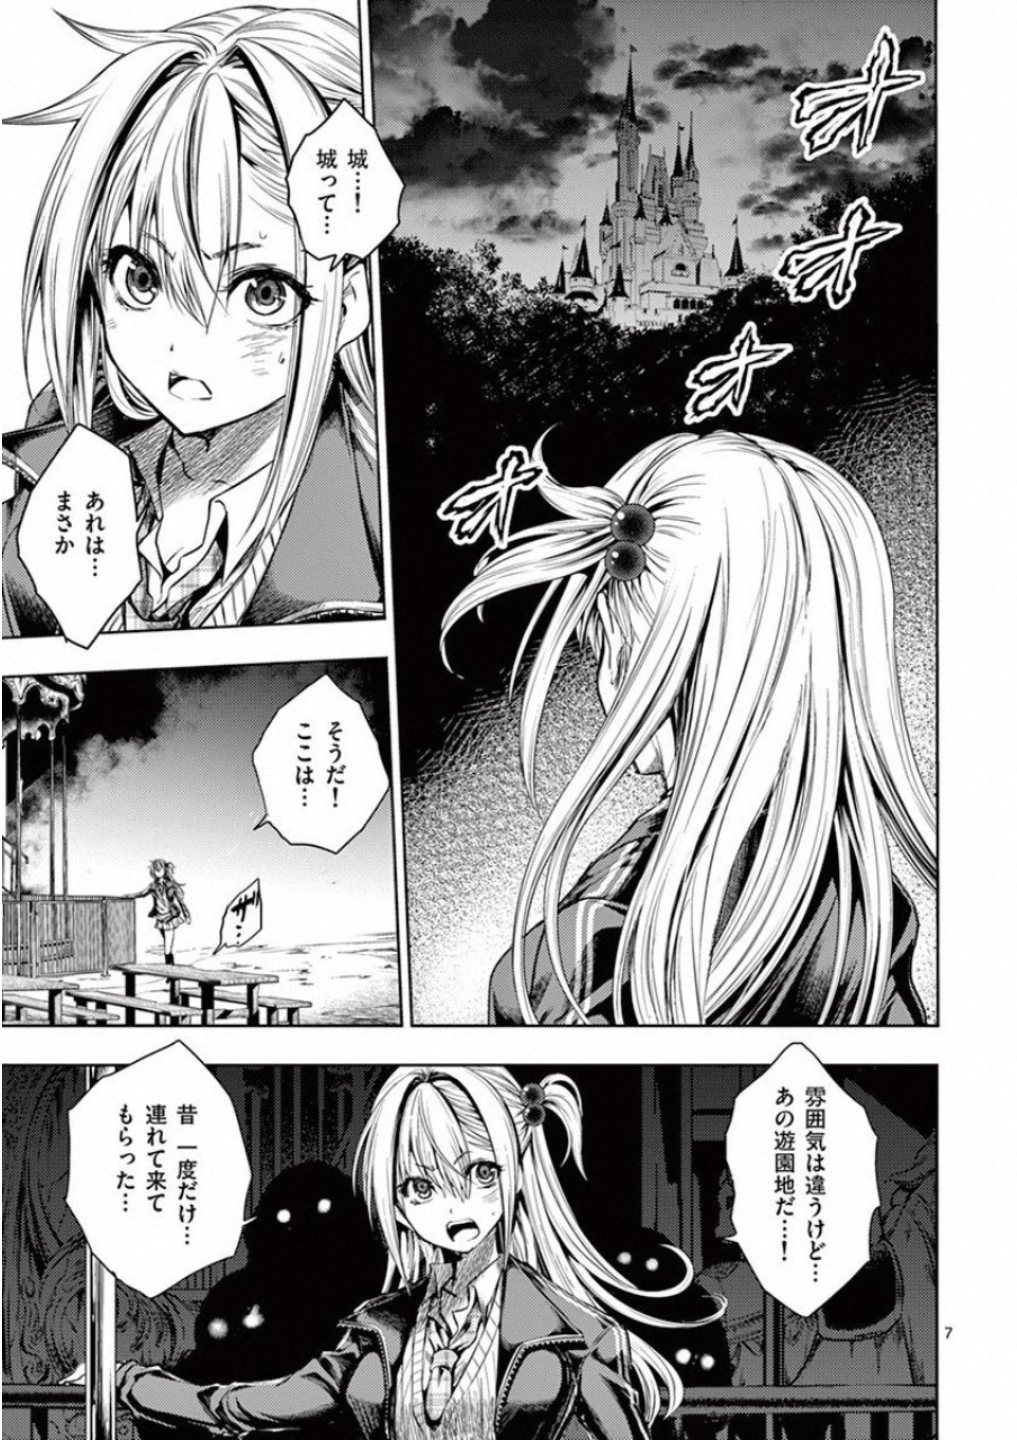 オ
オ
オ
オ
城…！
城って…
あれは…
まさか
そうだ！
ここは…
ザ…
雰囲気は違うけど…
あの遊園地だ…！
昔 一度だけ…
連れて来て
もらった…
7